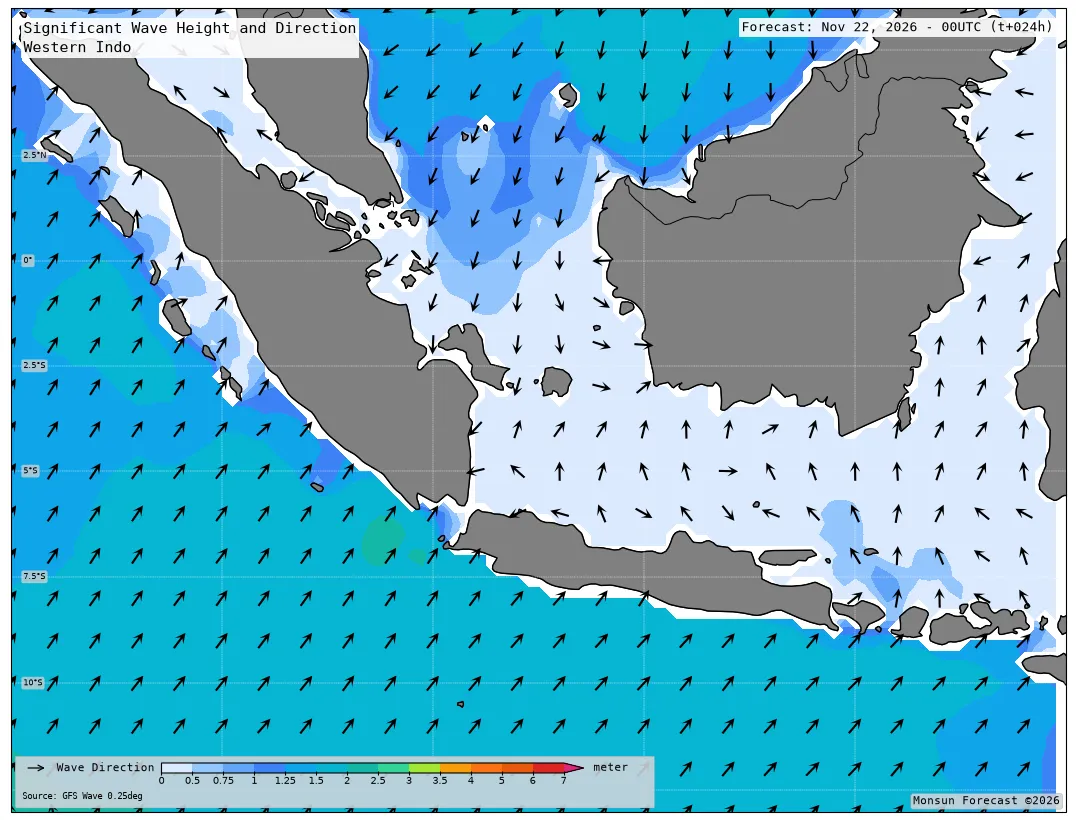 Significant Wave Height and Direction
Western Indo
Forecast: Nov 22, 2026 - 00UTC (t+024h)
2.5°N
0°
2.5°S
5°S
7.5°S
10°S
Wave Direction
meter
0 0.5 0.75 1 1.25 1.5 2 2.5 3 3.5 4 5 6 7
Source: GFS Wave 0.25deg
Monsun Forecast ©2026